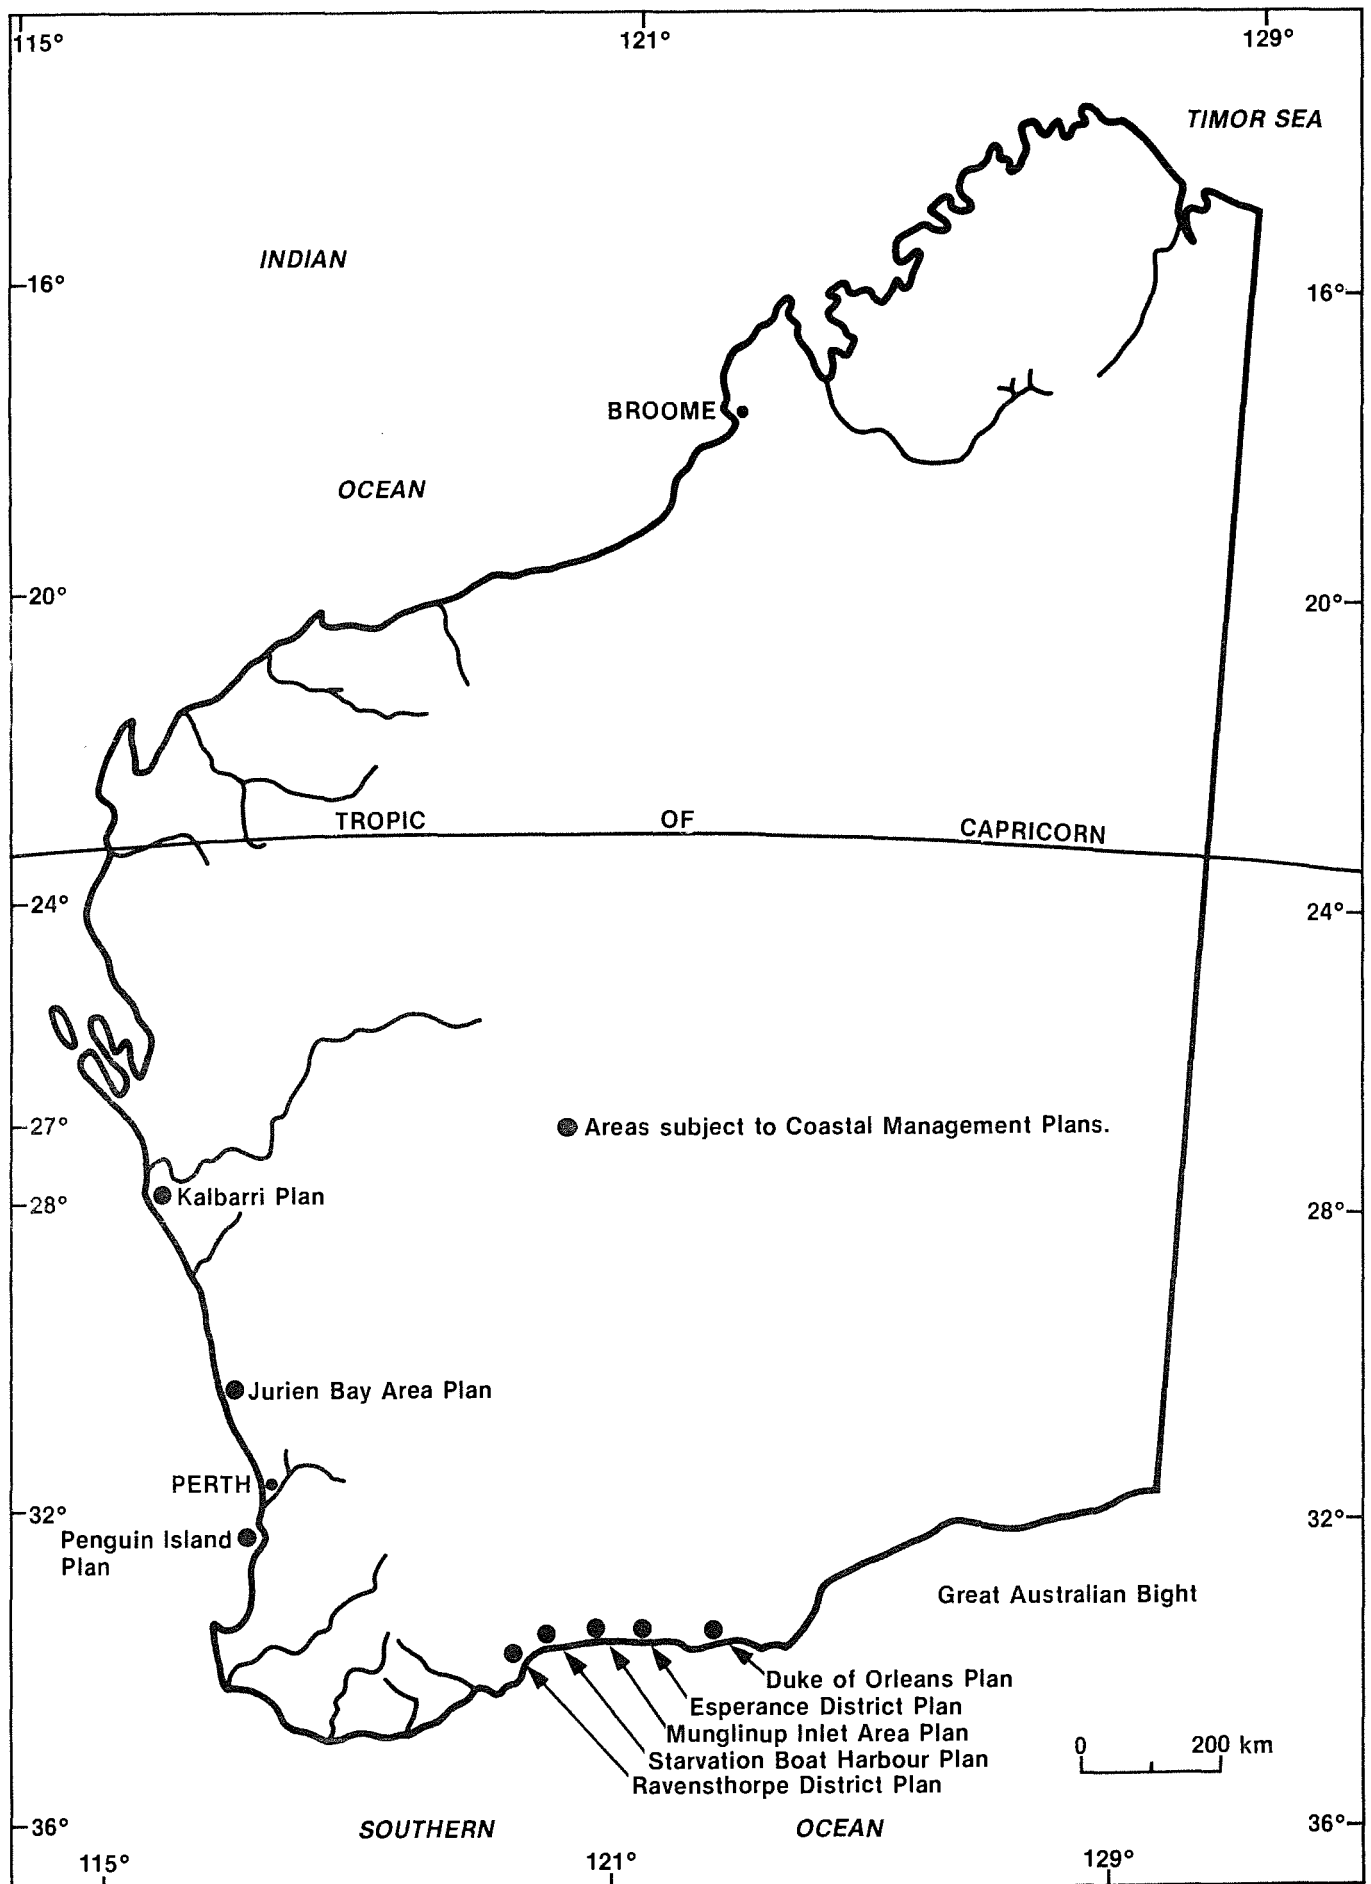 115° 121° 129°
TIMOR SEA
INDIAN
16° 16°
BROOME
OCEAN
20° 20°
TROPIC OF CAPRICORN
24° 24°
27° Areas subject to Coastal Management Plans.
Kalbarri Plan
28° 28°
Jurien Bay Area Plan
PERTH
32° 32°
Penguin Island
Plan
Great Australian Bight
Duke of Orleans Plan
Esperance District Plan
Munglinup Inlet Area Plan
Starvation Boat Harbour Plan
Ravensthorpe District Plan
0 200 km
36° SOUTHERN OCEAN 36°
115° 121° 129°